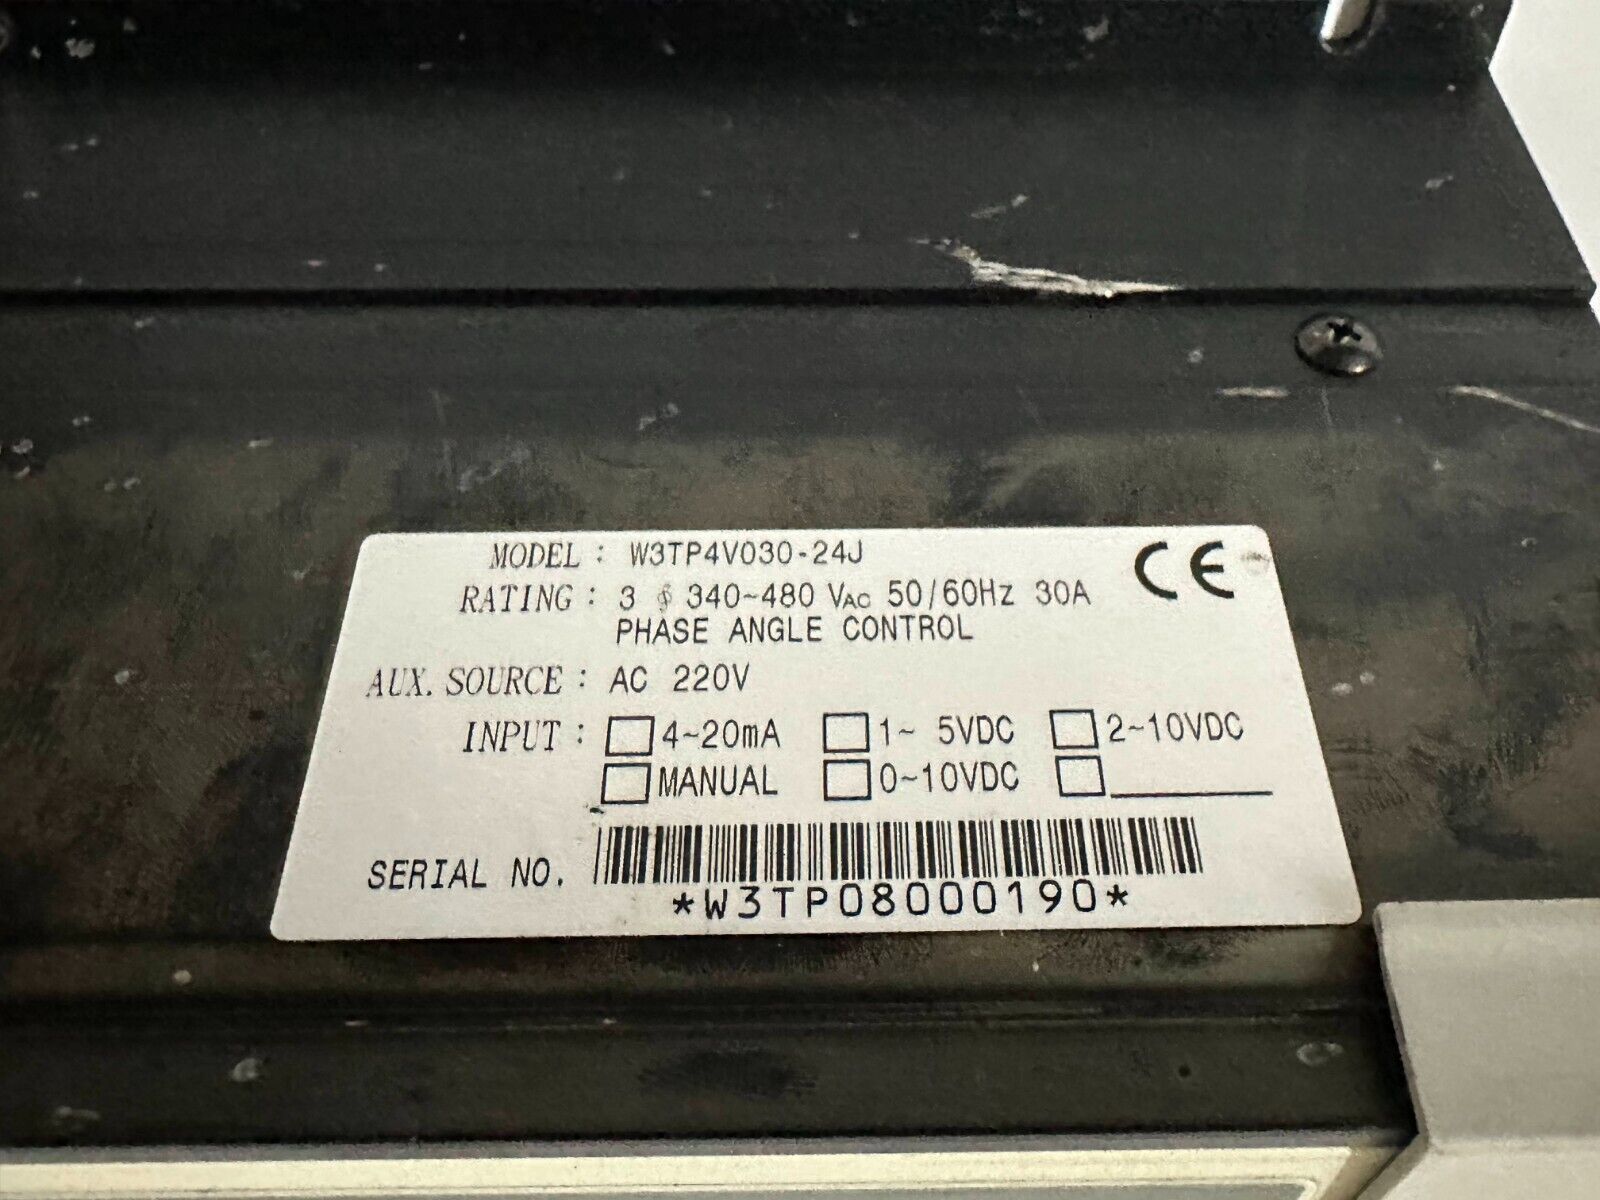 MODEL : W3TP4V030-24J
CE
RATING : 3 ∮ 340~480 VAC 50/60Hz 30A
PHASE ANGLE CONTROL
AUX. SOURCE : AC 220V
INPUT : □ 4~20mA □ 1~ 5VDC □ 2~10VDC
□ MANUAL □ 0~10VDC □ ________
SERIAL NO.
*W3TP08000190*